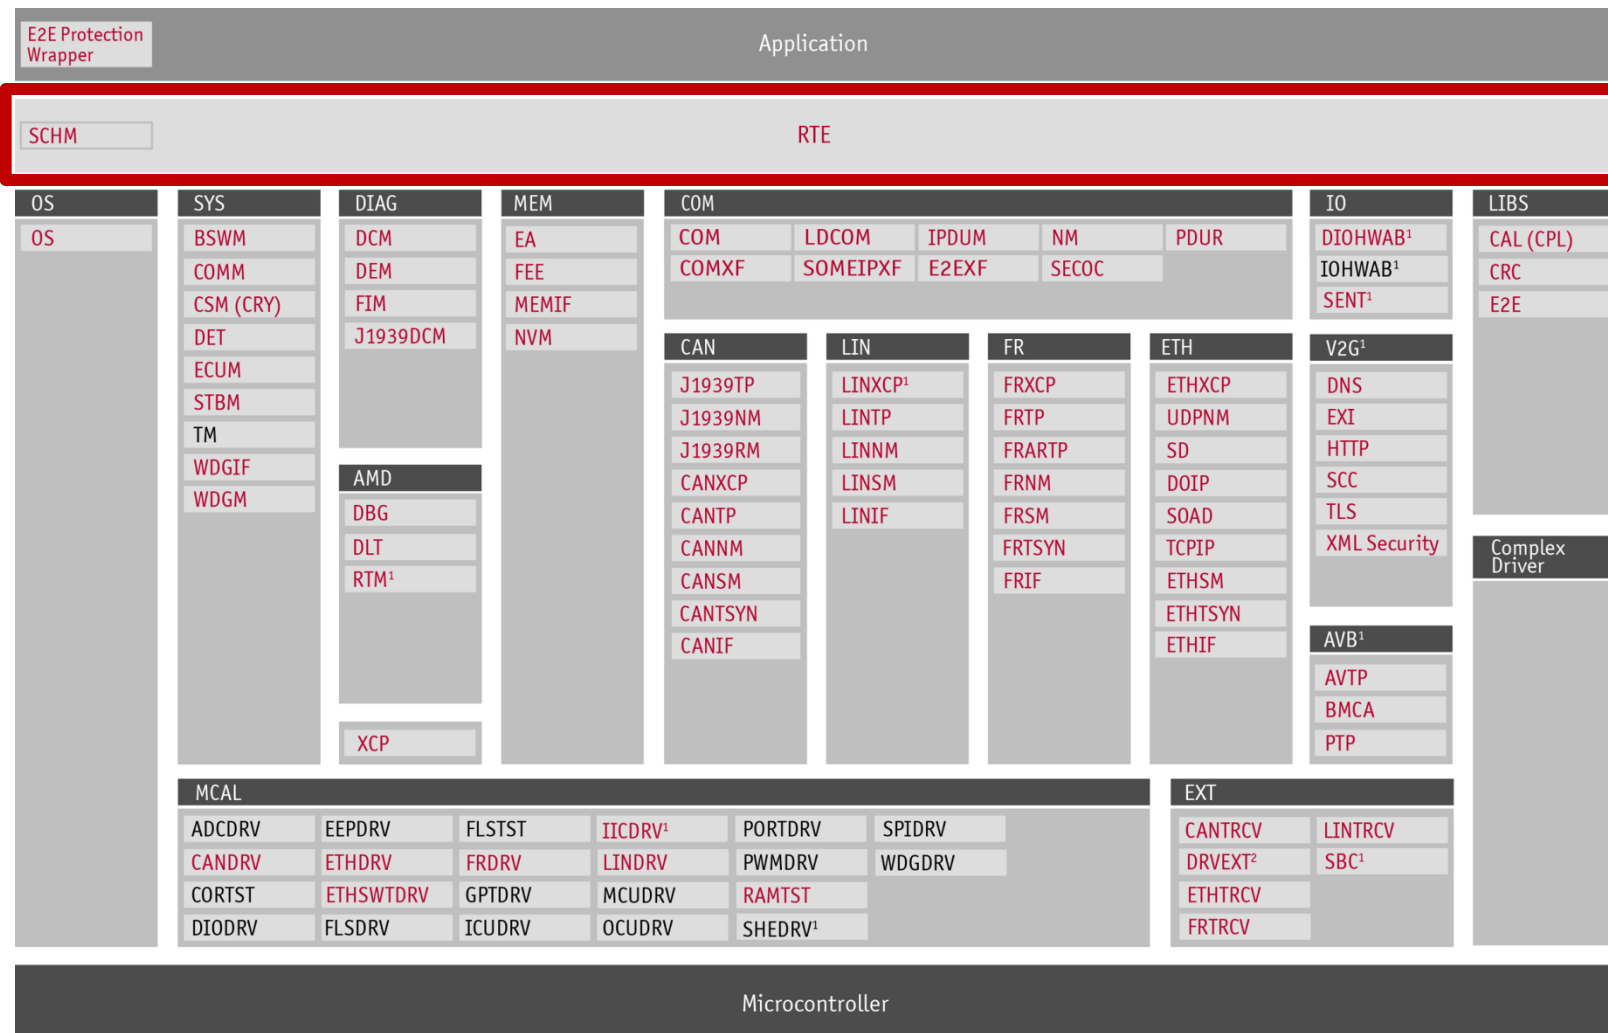 E2E Protection
Wrapper
Application
SCHM
RTE
OS
OS
SYS
BSWM
COMM
CSM (CRY)
DET
ECUM
STBM
TM
WDGIF
WDGM
DIAG
DCM
DEM
FIM
J1939DCM
AMD
DBG
DLT
RTM¹
XCP
MEM
EA
FEE
MEMIF
NVM
COM
COM LDCOM IPDUM NM PDUR
COMXF SOMEIPXF E2EXF SECOC
CAN
J1939TP
J1939NM
J1939RM
CANXCP
CANTP
CANNM
CANSM
CANTSYN
CANIF
LIN
LINXCP¹
LINTP
LINNM
LINSM
LINIF
FR
FRXCP
FRTP
FRARTP
FRNM
FRSM
FRTSYN
FRIF
ETH
ETHXCP
UDPNM
SD
DOIP
SOAD
TCPIP
ETHSM
ETHTSYN
ETHIF
IO
DIOHWAB¹
IOHWAB¹
SENT¹
V2G¹
DNS
EXI
HTTP
SCC
TLS
XML Security
AVB¹
AVTP
BMCA
PTP
LIBS
CAL (CPL)
CRC
E2E
Complex
Driver
MCAL
ADCDRV EEPDRV FLSTST IICDRV¹ PORTDRV SPIDRV
CANDRV ETHDRV FRDRV LINDRV PWMDRV WDGDRV
CORTST ETHSWTDRV GPTDRV MCUDRV RAMTST
DIODRV FLSDRV ICUDRV OCUDRV SHEDRV¹
EXT
CANTRCV LINTRCV
DRVEXT² SBC¹
ETHTRCV
FRTRCV
Microcontroller